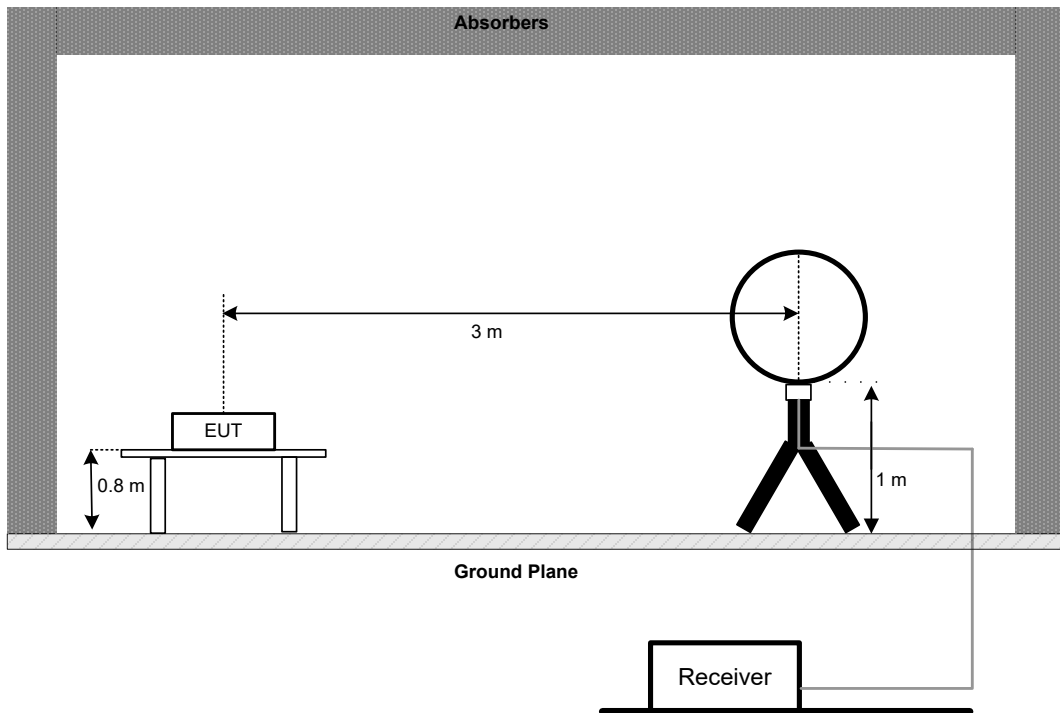 Absorbers
3 m
EUT
0.8 m
1 m
Ground Plane
Receiver